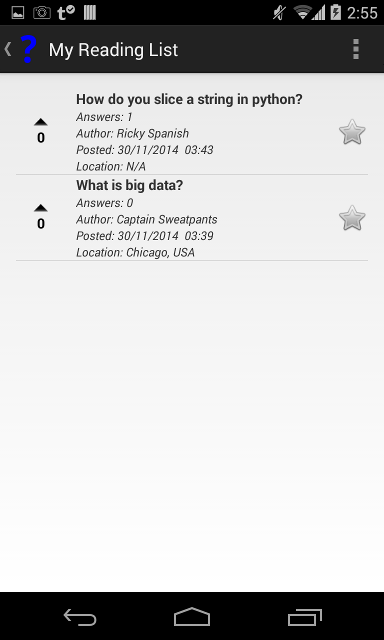 2:55
? My Reading List
How do you slice a string in python?
Answers: 1
Author: Ricky Spanish
0
Posted: 30/11/2014 03:43
Location: N/A
What is big data?
Answers: 0
Author: Captain Sweatpants
0
Posted: 30/11/2014 03:39
Location: Chicago, USA